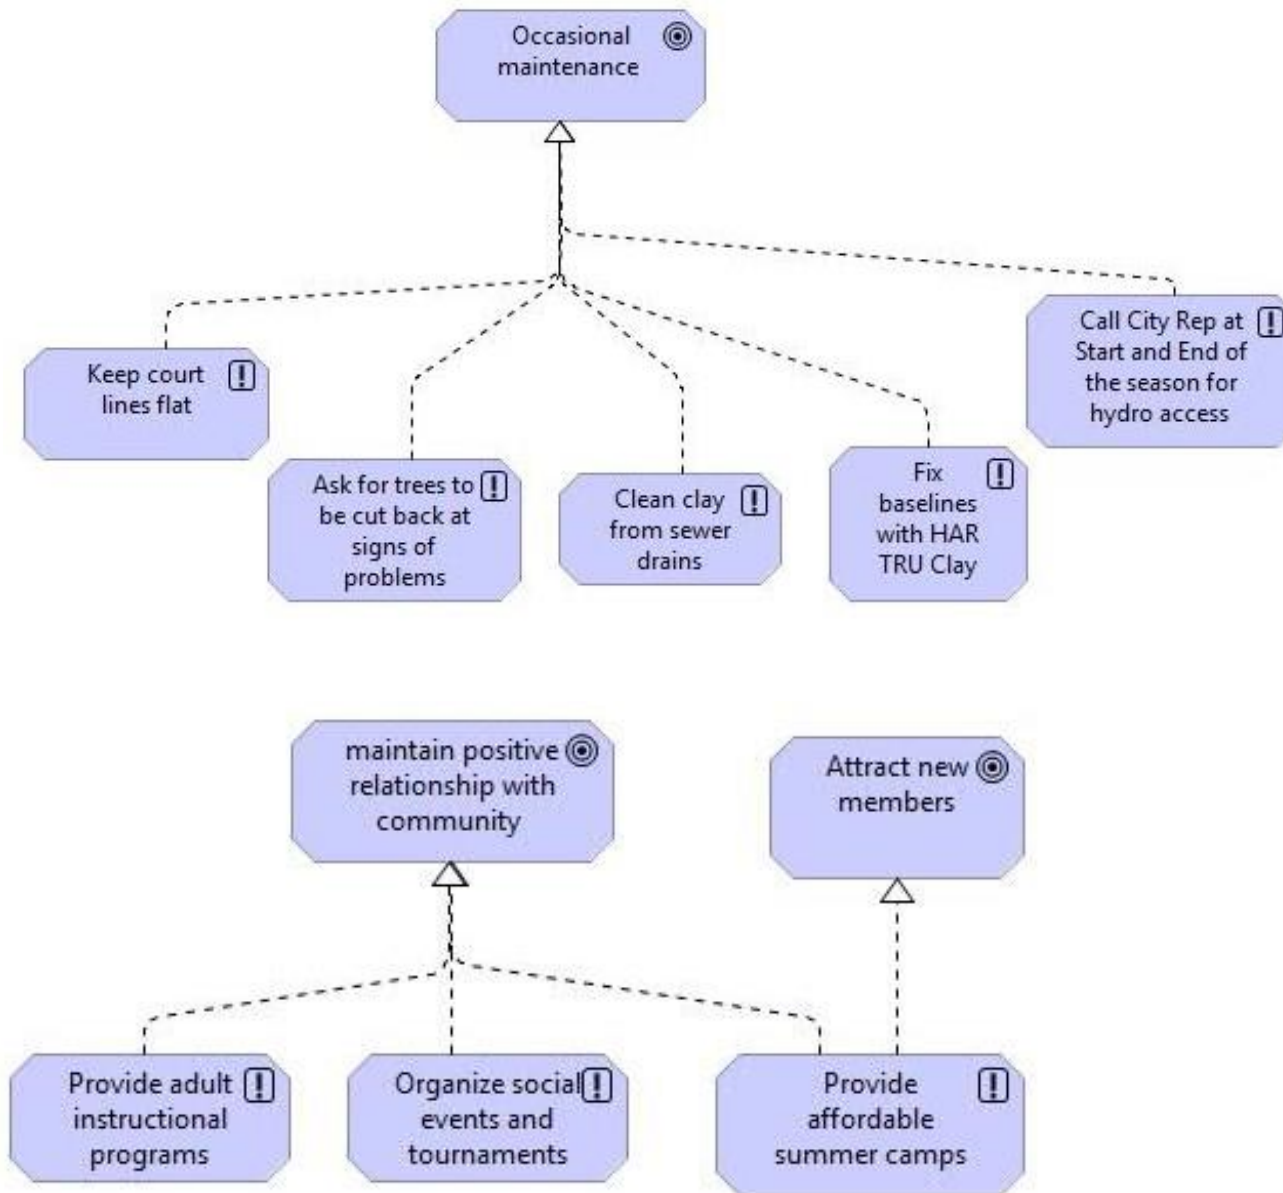 Occasional
maintenance
Keep court
lines flat
Ask for trees to
be cut back at
signs of
problems
Clean clay
from sewer
drains
Fix
baselines
with HAR
TRU Clay
Call City Rep at
Start and End of
the season for
hydro access
maintain positive
relationship with
community
Attract new
members
Provide adult
instructional
programs
Organize social
events and
tournaments
Provide
affordable
summer camps